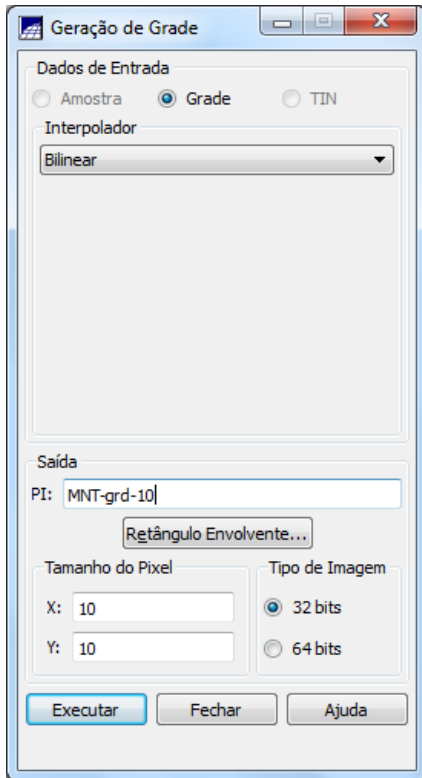 Geração de Grade
Dados de Entrada
Amostra Grade TIN
Interpolador
Bilinear
Saída
PI: MNT-grd-10
Retângulo Envolvente...
Tamanho do Pixel Tipo de Imagem
X: 10 32 bits
Y: 10 64 bits
Executar Fechar Ajuda